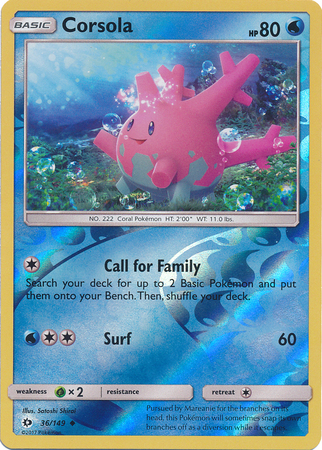 BASIC Corsola HP 80
NO. 222 Coral Pokémon HT: 2'00" WT: 11.0 lbs.
Call for Family
Search your deck for up to 2 Basic Pokémon and put
them onto your Bench. Then, shuffle your deck.
Surf 60
weakness ×2 resistance retreat
Illus. Satoshi Shirai
36/149
©2017 Pokémon
Pursued by Mareanie for the branches on its
head, this Pokémon will sometimes snap its own
branches off as a diversion while it escapes.